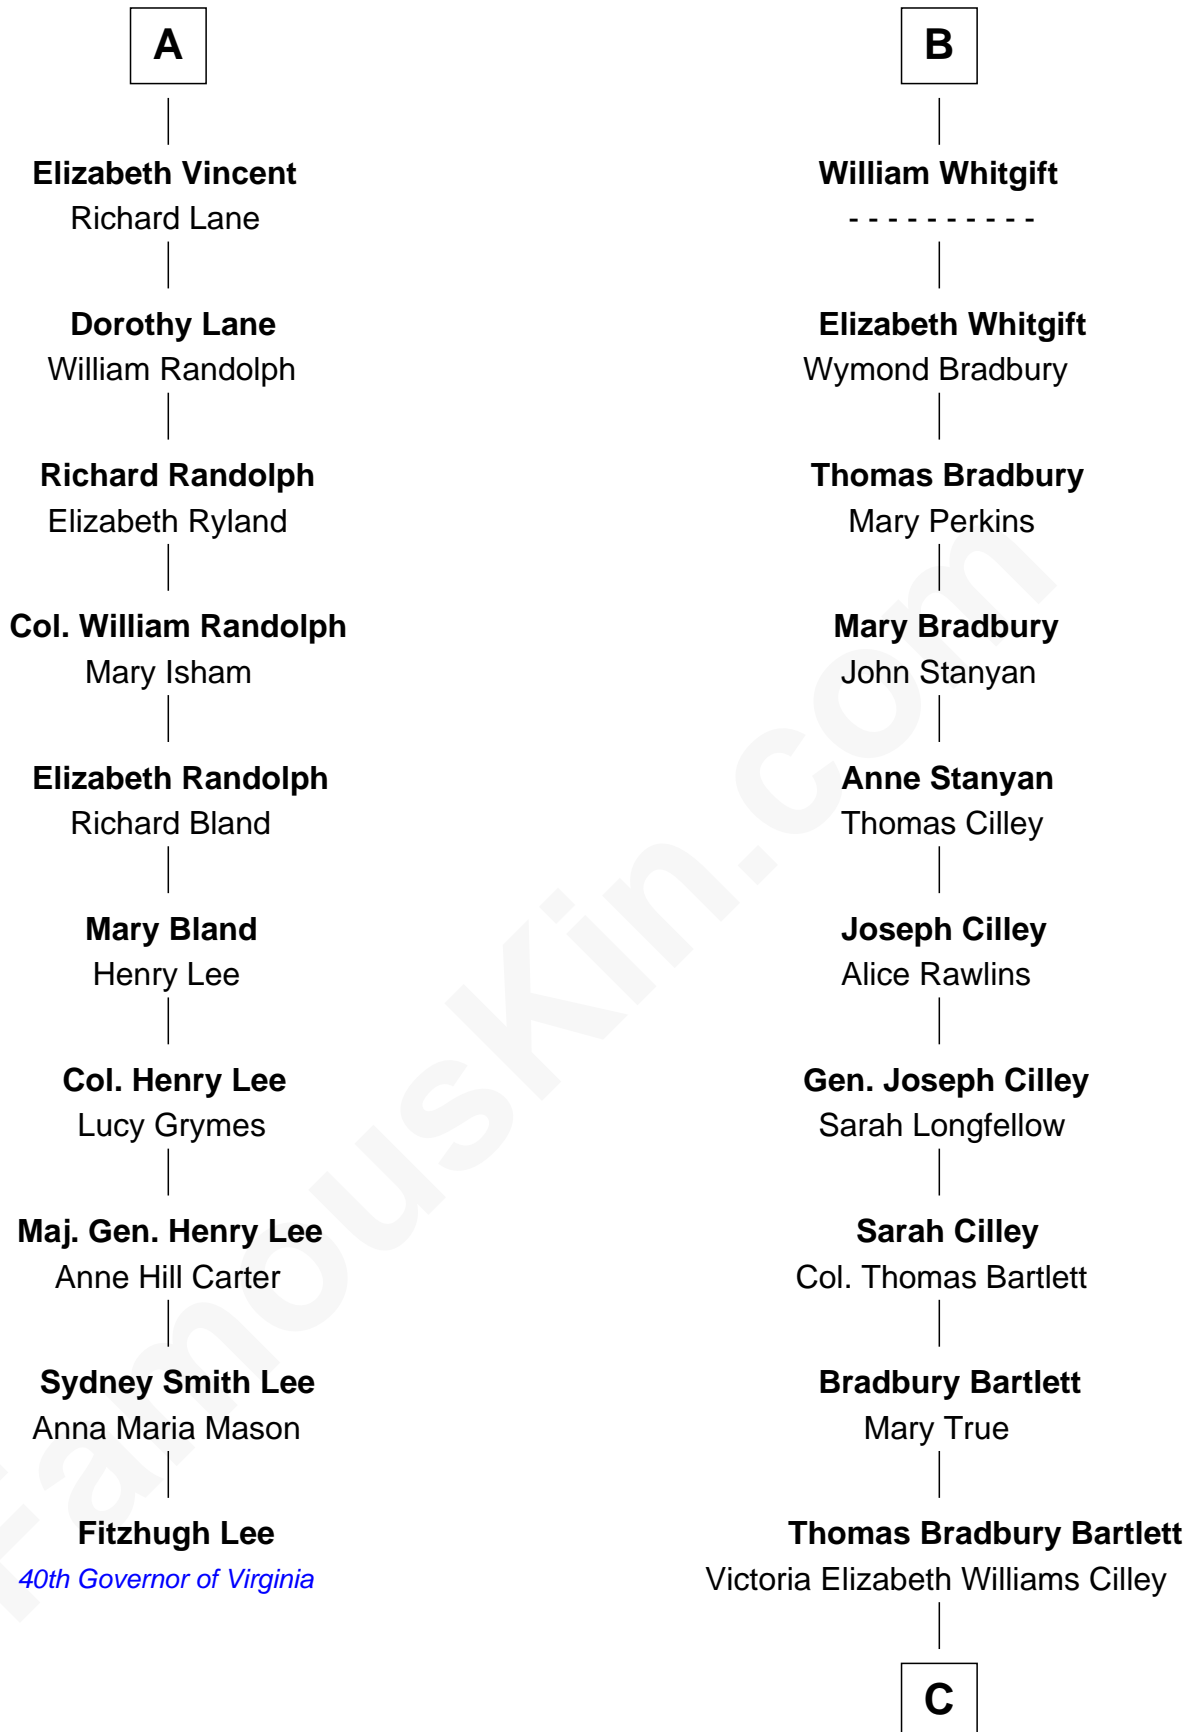 A
Elizabeth Vincent
Richard Lane
Dorothy Lane
William Randolph
Richard Randolph
Elizabeth Ryland
Col. William Randolph
Mary Isham
Elizabeth Randolph
Richard Bland
Mary Bland
Henry Lee
Col. Henry Lee
Lucy Grymes
Maj. Gen. Henry Lee
Anne Hill Carter
Sydney Smith Lee
Anna Maria Mason
Fitzhugh Lee
40th Governor of Virginia
B
William Whitgift
- - - - - - - - - -
Elizabeth Whitgift
Wymond Bradbury
Thomas Bradbury
Mary Perkins
Mary Bradbury
John Stanyan
Anne Stanyan
Thomas Cilley
Joseph Cilley
Alice Rawlins
Gen. Joseph Cilley
Sarah Longfellow
Sarah Cilley
Col. Thomas Bartlett
Bradbury Bartlett
Mary True
Thomas Bradbury Bartlett
Victoria Elizabeth Williams Cilley
C
FamousKin.com